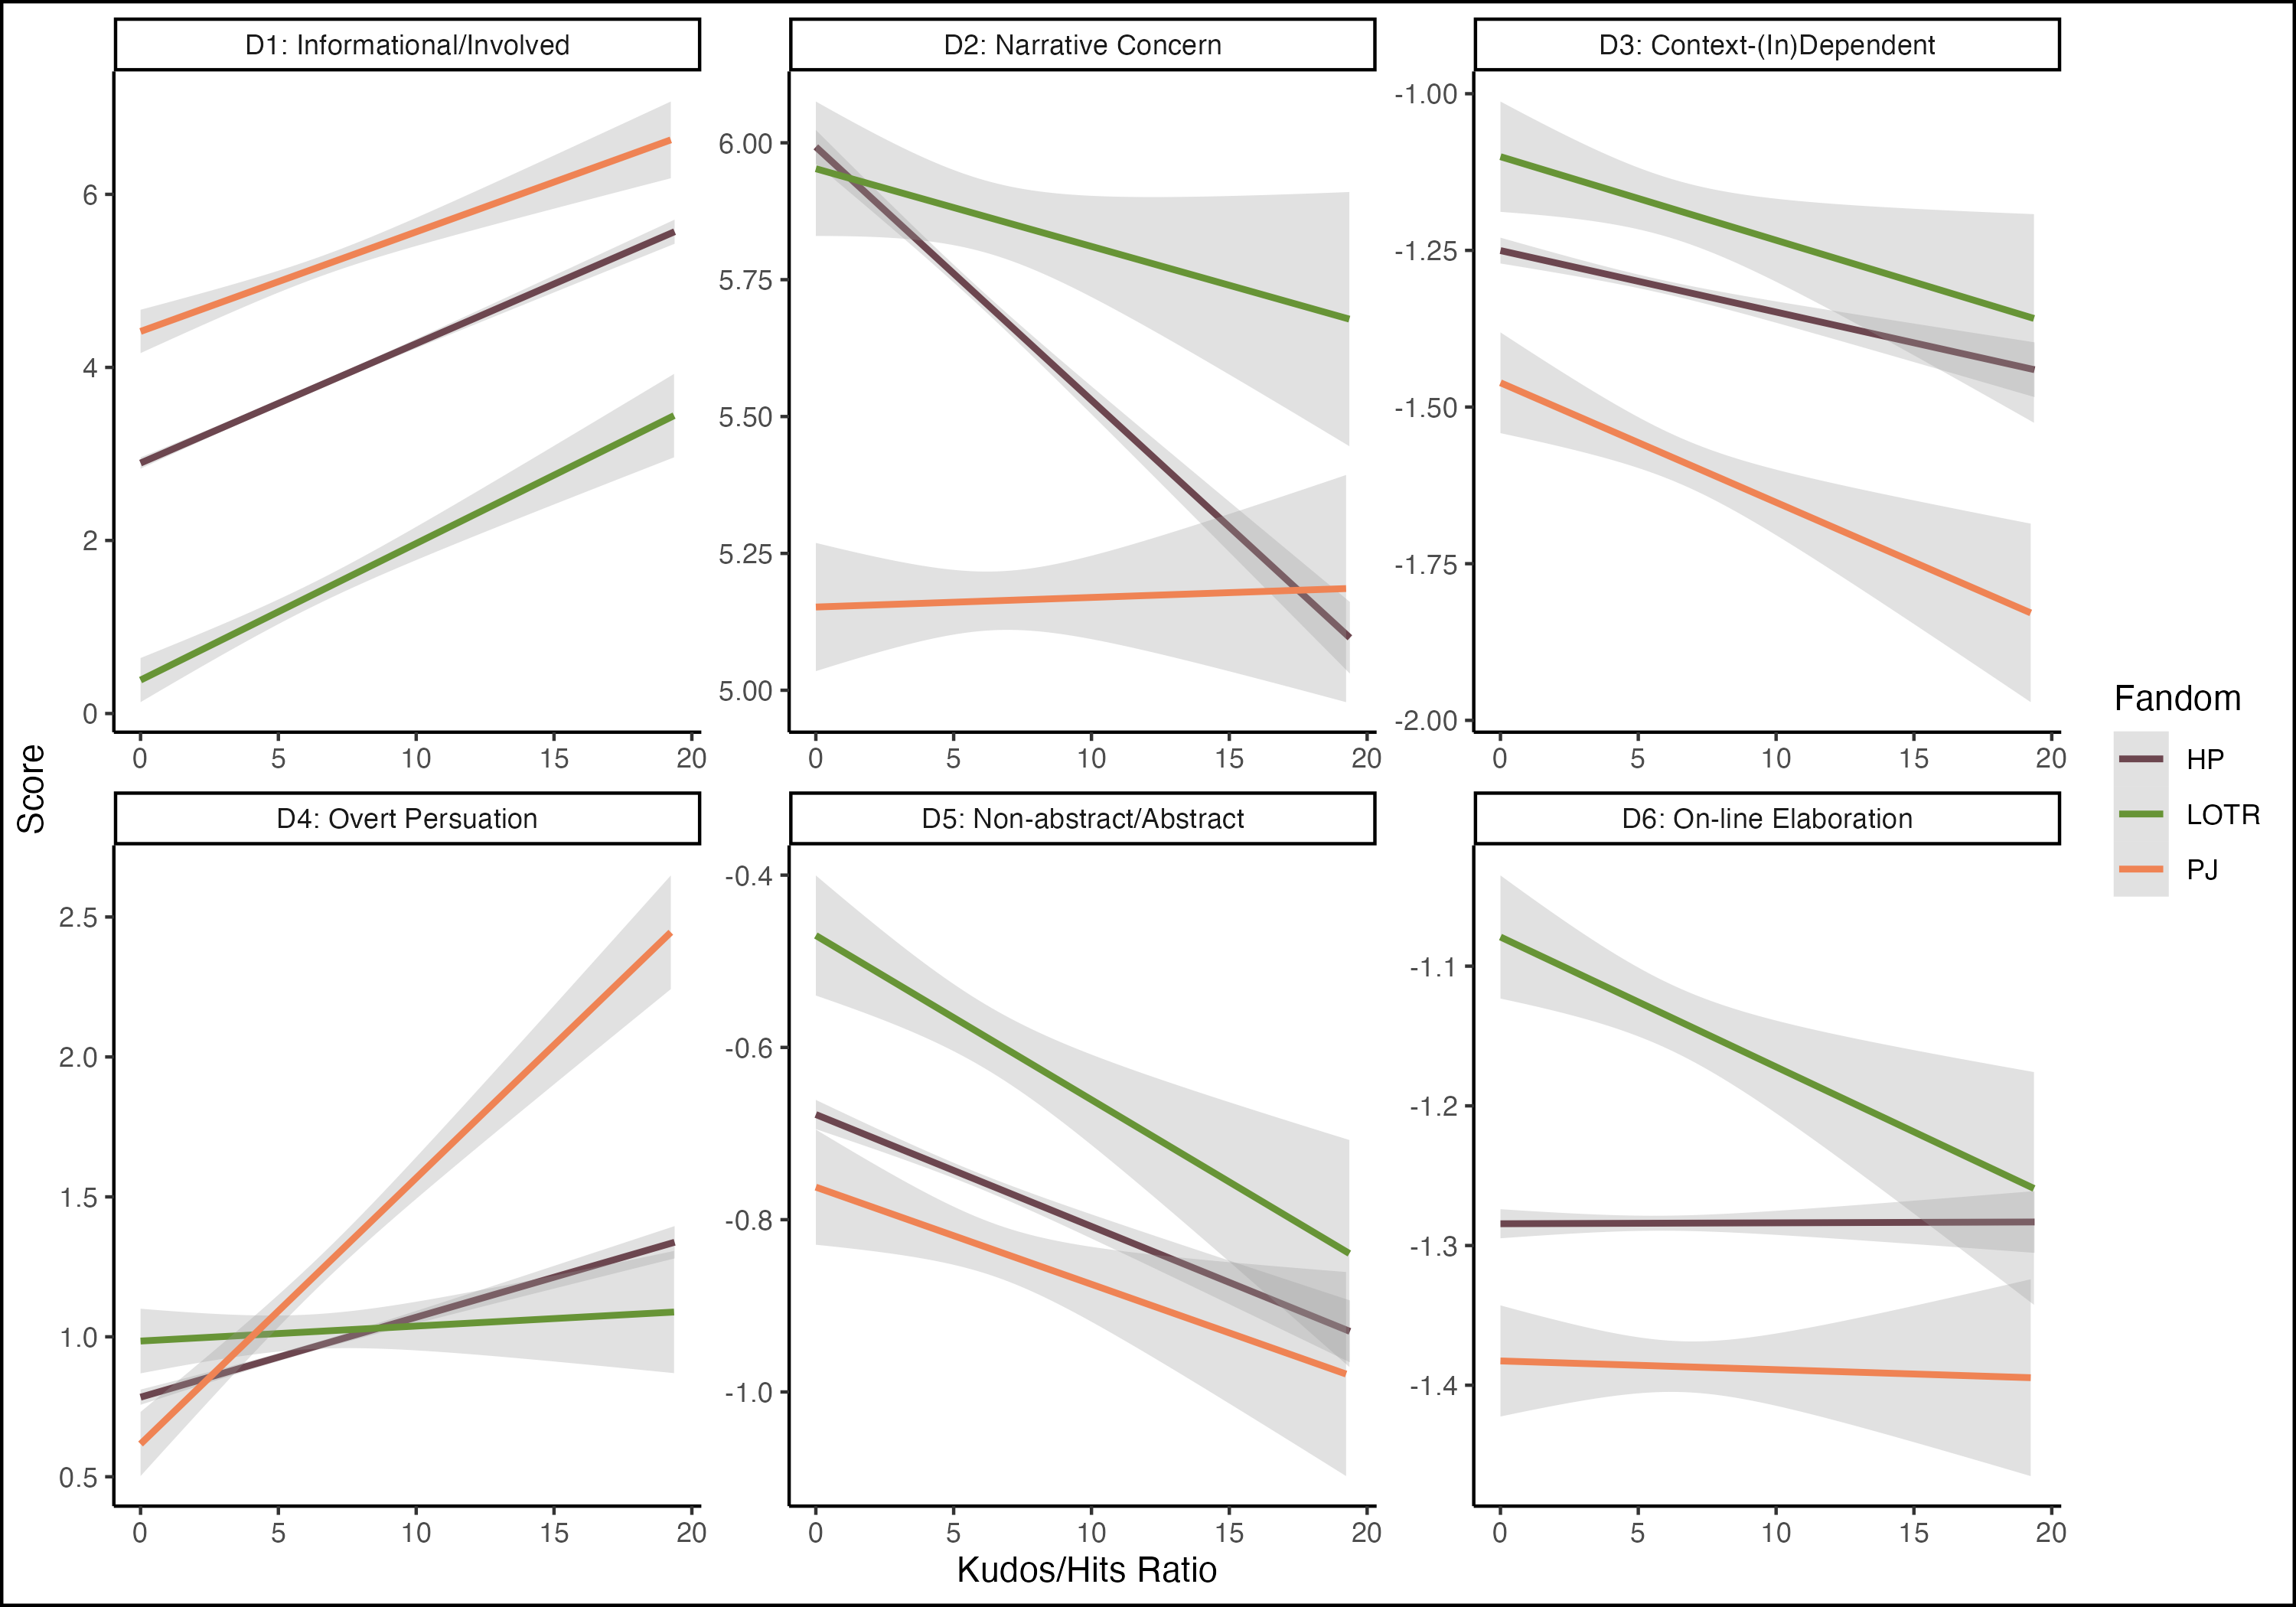 D1: Informational/Involved
D2: Narrative Concern
D3: Context-(In)Dependent
6
4
2
0
0 5 10 15 20
6.00
5.75
5.50
5.25
5.00
0 5 10 15 20
-1.00
-1.25
-1.50
-1.75
-2.00
0 5 10 15 20
Score
D4: Overt Persuation
D5: Non-abstract/Abstract
D6: On-line Elaboration
2.5
2.0
1.5
1.0
0.5
0 5 10 15 20
-0.4
-0.6
-0.8
-1.0
0 5 10 15 20
-1.1
-1.2
-1.3
-1.4
0 5 10 15 20
Kudos/Hits Ratio
Fandom
HP
LOTR
PJ